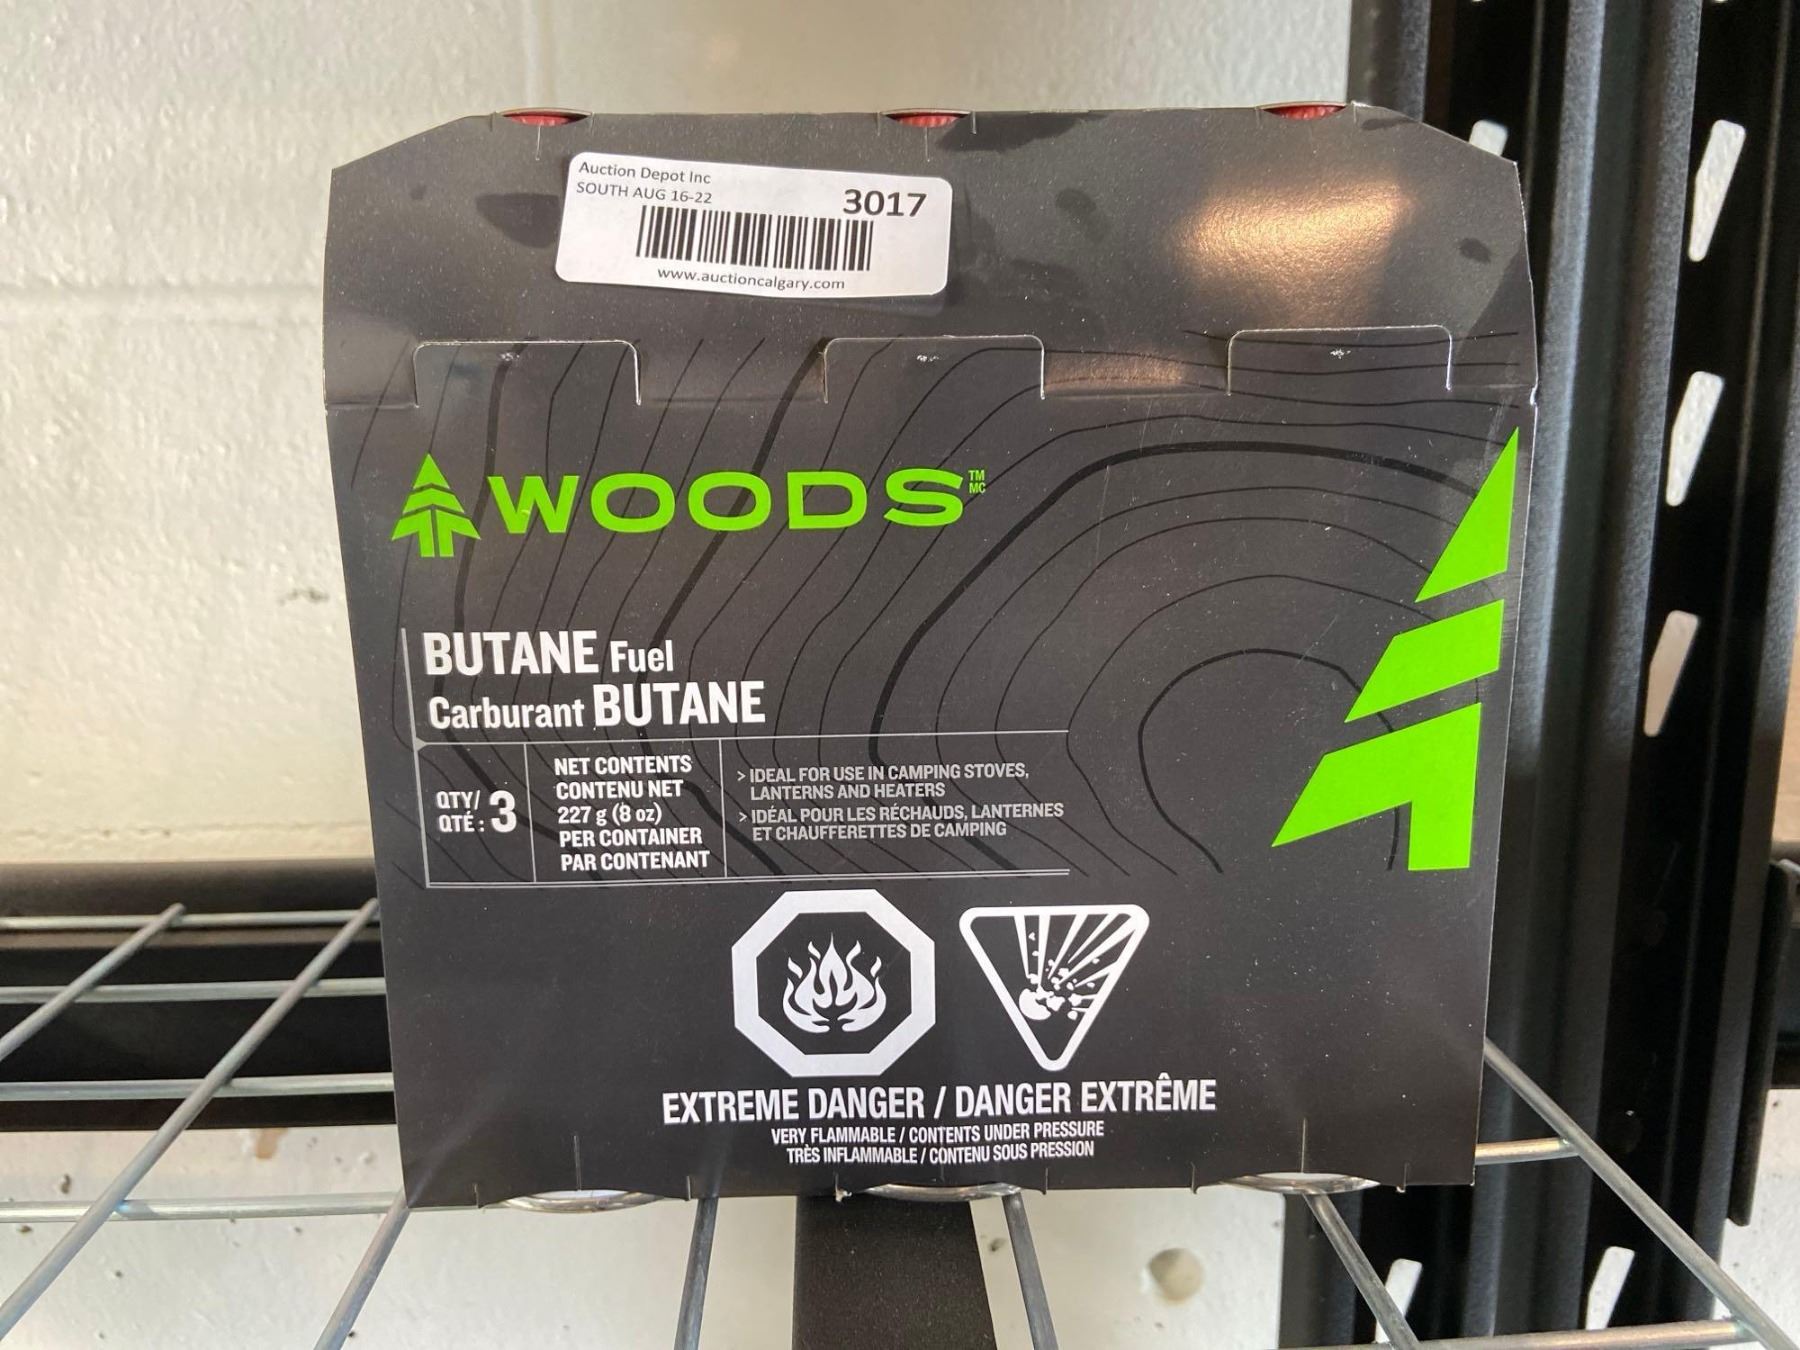 Auction Depot Inc
SOUTH AUG 16-22
3017
www.auctioncalgary.com
WOODS™ MC
BUTANE Fuel
Carburant BUTANE
QTY/
QTÉ : 3
NET CONTENTS
CONTENU NET
227 g (8 oz)
PER CONTAINER
PAR CONTENANT
> IDEAL FOR USE IN CAMPING STOVES,
LANTERNS AND HEATERS
> IDÉAL POUR LES RÉCHAUDS, LANTERNES
ET CHAUFFERETTES DE CAMPING
EXTREME DANGER / DANGER EXTRÊME
VERY FLAMMABLE / CONTENTS UNDER PRESSURE
TRÈS INFLAMMABLE / CONTENU SOUS PRESSION